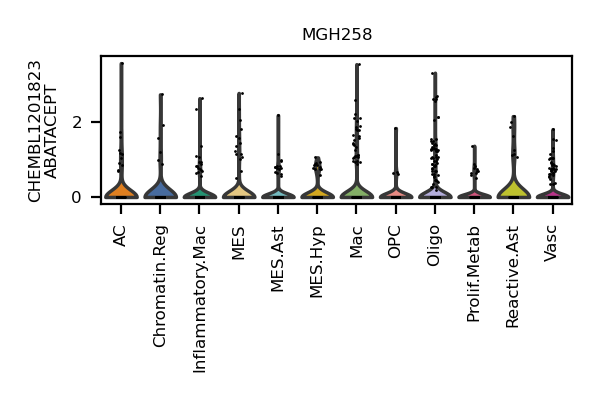 MGH258
CHEMBL1201823
ABATACEPT
2
0
AC
Chromatin.Reg
Inflammatory.Mac
MES
MES.Ast
MES.Hyp
Mac
OPC
Oligo
Prolif.Metab
Reactive.Ast
Vasc